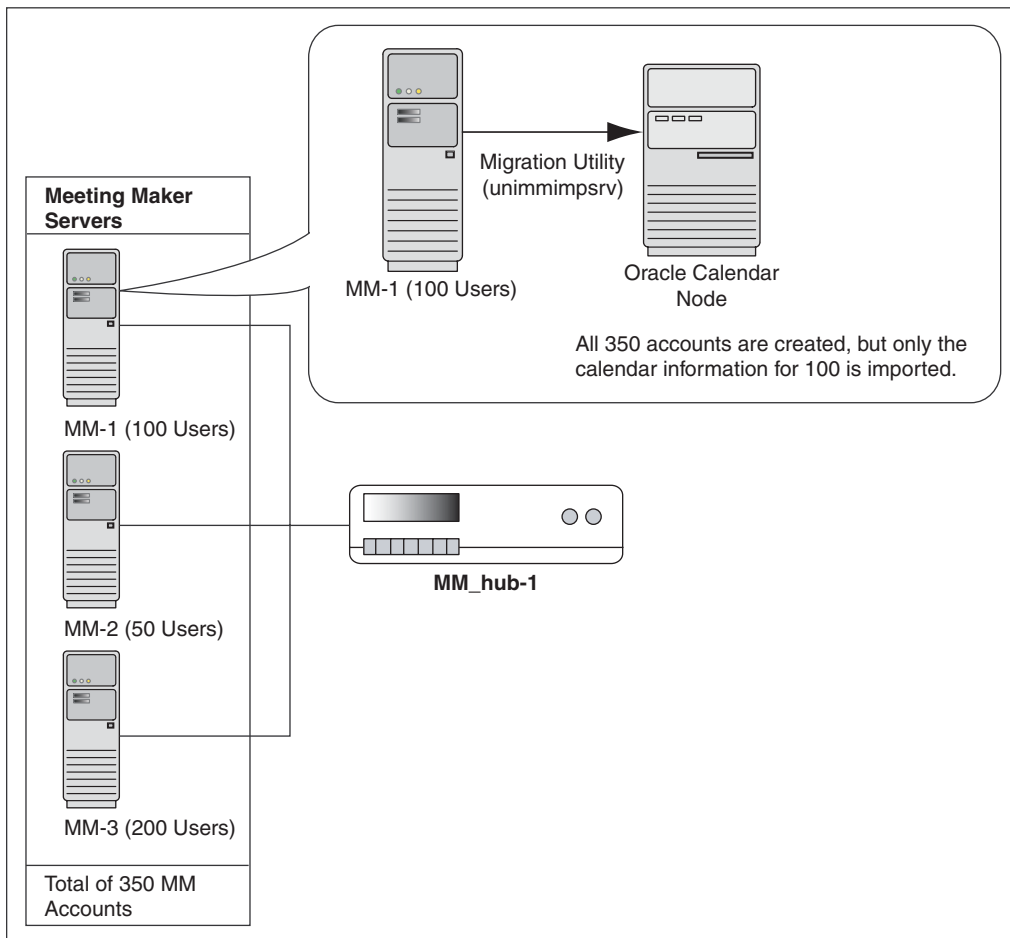 Meeting Maker
Servers
MM-1 (100 Users)
MM-2 (50 Users)
MM-3 (200 Users)
Total of 350 MM
Accounts
MM-1 (100 Users)
Migration Utility
(unimmimpsrv)
Oracle Calendar
Node
All 350 accounts are created, but only the
calendar information for 100 is imported.
MM_hub-1